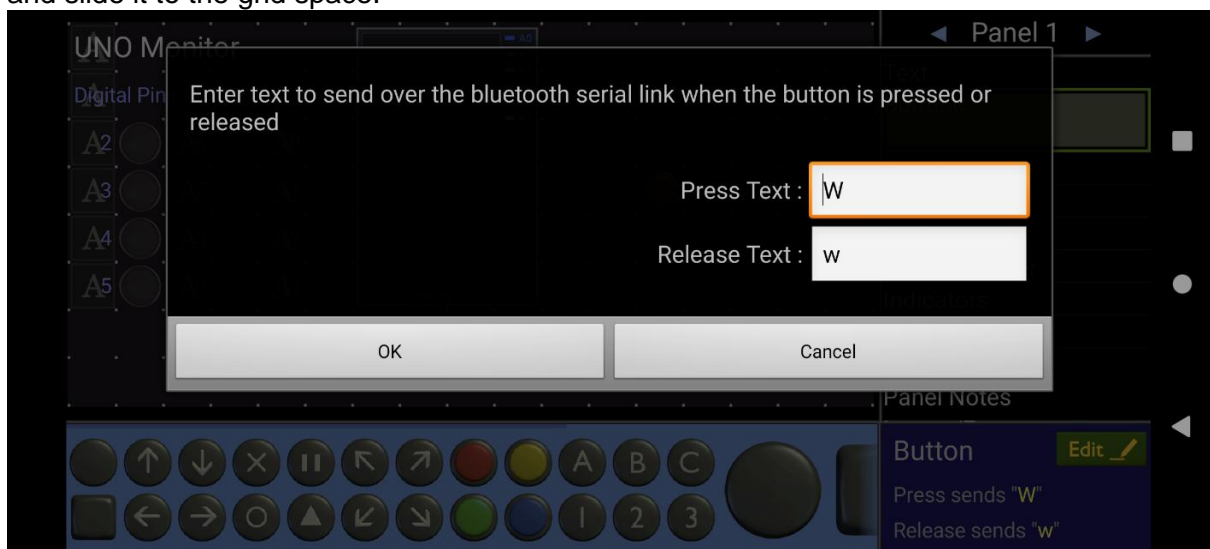 and slide it to the grid space.
UNO Monitor
A0
◄ Panel 1 ►
Text
Digital Pin
Enter text to send over the bluetooth serial link when the button is pressed or
released
A2
A3
A4
A5
Press Text : W
Release Text : w
Indicators
OK
Cancel
Panel Notes
A B C
1 2 3
Button
Edit
Press sends "W"
Release sends "w"